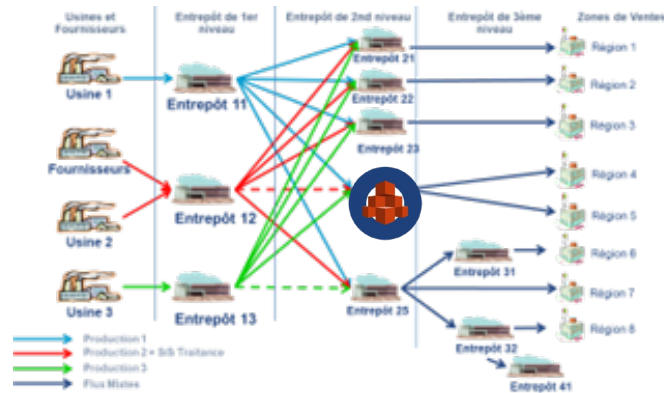 Usines et
Fournisseurs
Entrepôt de 1er
niveau
Entrepôt de 2nd niveau
Entrepôt de 3ème
niveau
Zones de Ventes
Usine 1
Entrepôt 11
Entrepôt 21
Région 1
Entrepôt 22
Région 2
Entrepôt 23
Région 3
Fournisseurs
Entrepôt 12
Région 4
Usine 2
Région 5
Entrepôt 31
Région 6
Usine 3
Entrepôt 13
Entrepôt 25
Région 7
Entrepôt 32
Région 8
Entrepôt 41
Production 1
Production 2 + S/S Traitance
Production 3
Flux Mixtes